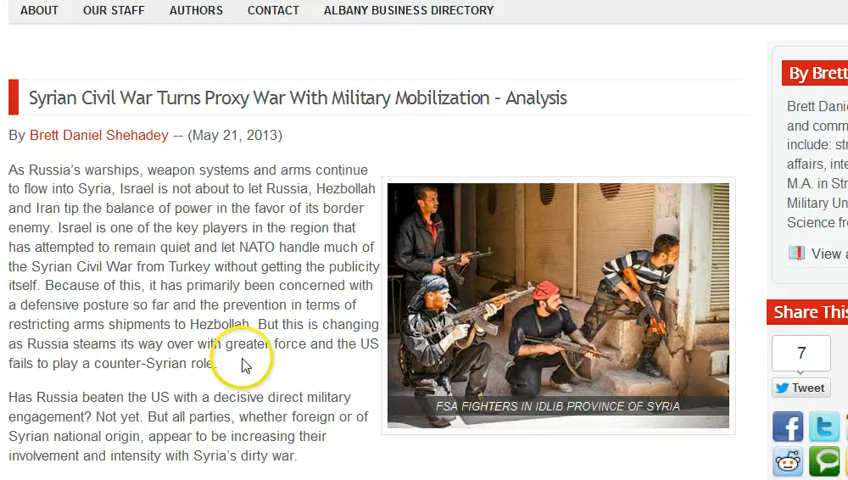 ABOUT OUR STAFF AUTHORS CONTACT ALBANY BUSINESS DIRECTORY
Syrian Civil War Turns Proxy War With Military Mobilization - Analysis
By Brett Daniel Shehadey -- (May 21, 2013)
As Russia's warships, weapon systems and arms continue
to flow into Syria, Israel is not about to let Russia, Hezbollah
and Iran tip the balance of power in the favor of its border
enemy. Israel is one of the key players in the region that
has attempted to remain quiet and let NATO handle much of
the Syrian Civil War from Turkey without getting the publicity
itself. Because of this, it has primarily been concerned with
a defensive posture so far and the prevention in terms of
restricting arms shipments to Hezbollah. But this is changing
as Russia steams its way over with greater force and the US
fails to play a counter-Syrian role.
Has Russia beaten the US with a decisive direct military
engagement? Not yet. But all parties, whether foreign or of
Syrian national origin, appear to be increasing their
involvement and intensity with Syria's dirty war.
FSA FIGHTERS IN IDLIB PROVINCE OF SYRIA
By Brett
Brett Dani
and comm
include: str
affairs, inte
M.A. in Str
Military Un
Science fro
View a
Share This
7
Tweet